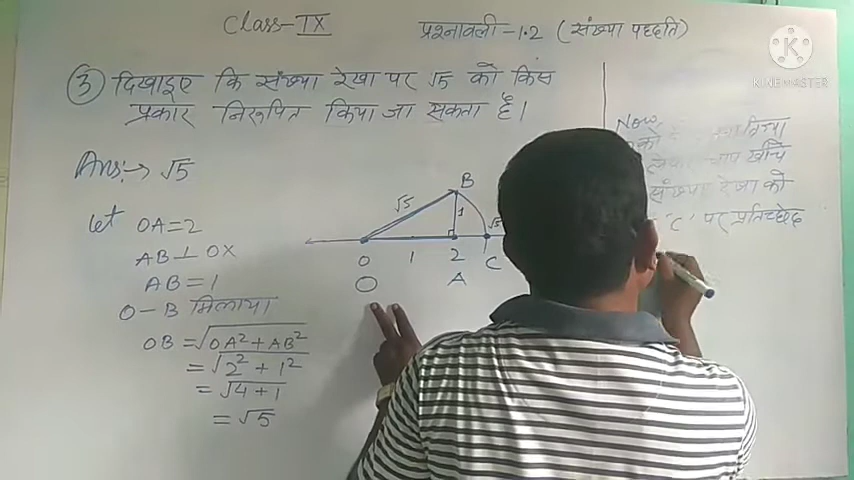 Class-IX
प्रश्नावली-1.2 (संख्या पद्धति)
③ दिखाइए कि संख्या रेखा पर √5 को किस
प्रकार निरूपित किया जा सकता है।
Ans:→ √5
Let OA=2
AB⊥OX
AB=1
O-B मिलाया
OB=√OA²+AB²
=√2²+1²
=√4+1
=√5
B
√5
1
√5
0 1 2 C
O A
Now,
को त्रिज्या
लेकर चाप खींचे
संख्या रेखा को
'C' पर प्रतिच्छेद
K
KINEMASTER